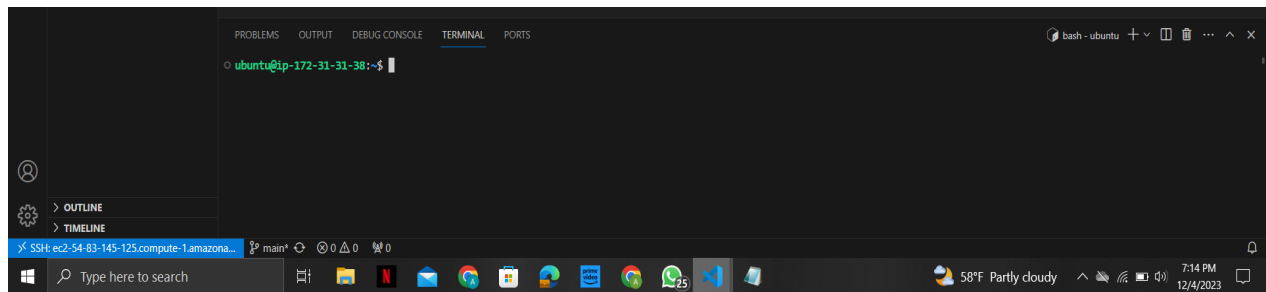 PROBLEMS OUTPUT DEBUG CONSOLE TERMINAL PORTS bash - ubuntu
ubuntu@ip-172-31-31-38:~$
OUTLINE
TIMELINE
SSH: ec2-54-83-145-125.compute-1.amazona... main* 0 0 0
Type here to search N prime video 25 58°F Partly cloudy 7:14 PM
12/4/2023